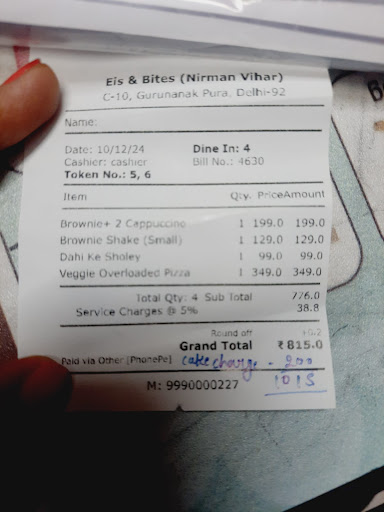 Eis & Bites (Nirman Vihar)
C-10, Gurunanak Pura, Delhi-92
Name:
Date: 10/12/24 Dine In: 4
Cashier: cashier Bill No.: 4630
Token No.: 5, 6
Item Qty. Price Amount
Brownie+ 2 Cappuccino 1 199.0 199.0
Brownie Shake (Small) 1 129.0 129.0
Dahi Ke Sholey 1 99.0 99.0
Veggie Overloaded Pizza 1 349.0 349.0
Total Qty: 4 Sub Total 776.0
Service Charges @ 5% 38.8
Round off +0.2
Grand Total ₹815.0
Paid via Other [PhonePe] cake charge - 200
M: 9990000227 1015